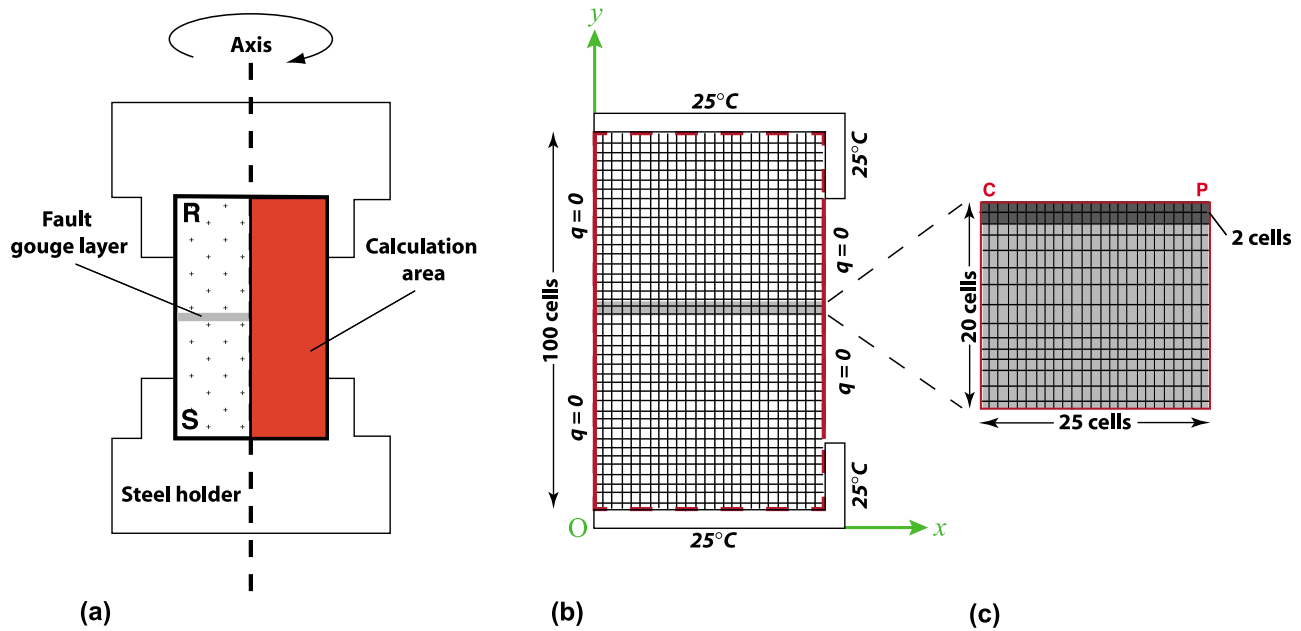 Axis
R
Fault
gouge layer
Calculation
area
S
Steel holder
(a)
y
25°C
25°C
q = 0
q = 0
100 cells
q = 0
q = 0
25°C
O
x
25°C
(b)
C
P
2 cells
20 cells
25 cells
(c)